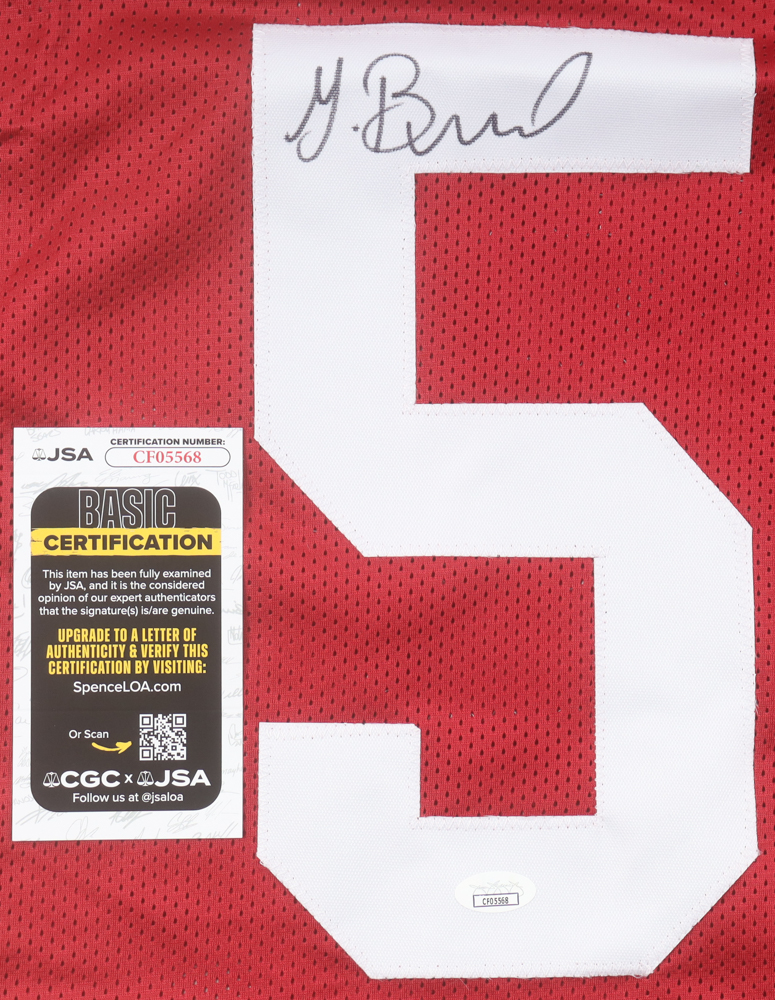 5
JSA
CERTIFICATION NUMBER:
CF05568
BASIC
CERTIFICATION
This item has been fully examined
by JSA, and it is the considered
opinion of our expert authenticators
that the signature(s) is/are genuine.
UPGRADE TO A LETTER OF
AUTHENTICITY & VERIFY THIS
CERTIFICATION BY VISITING:
SpenceLOA.com
Or Scan
CGC x JSA
Follow us at @jsaloa
CF05568